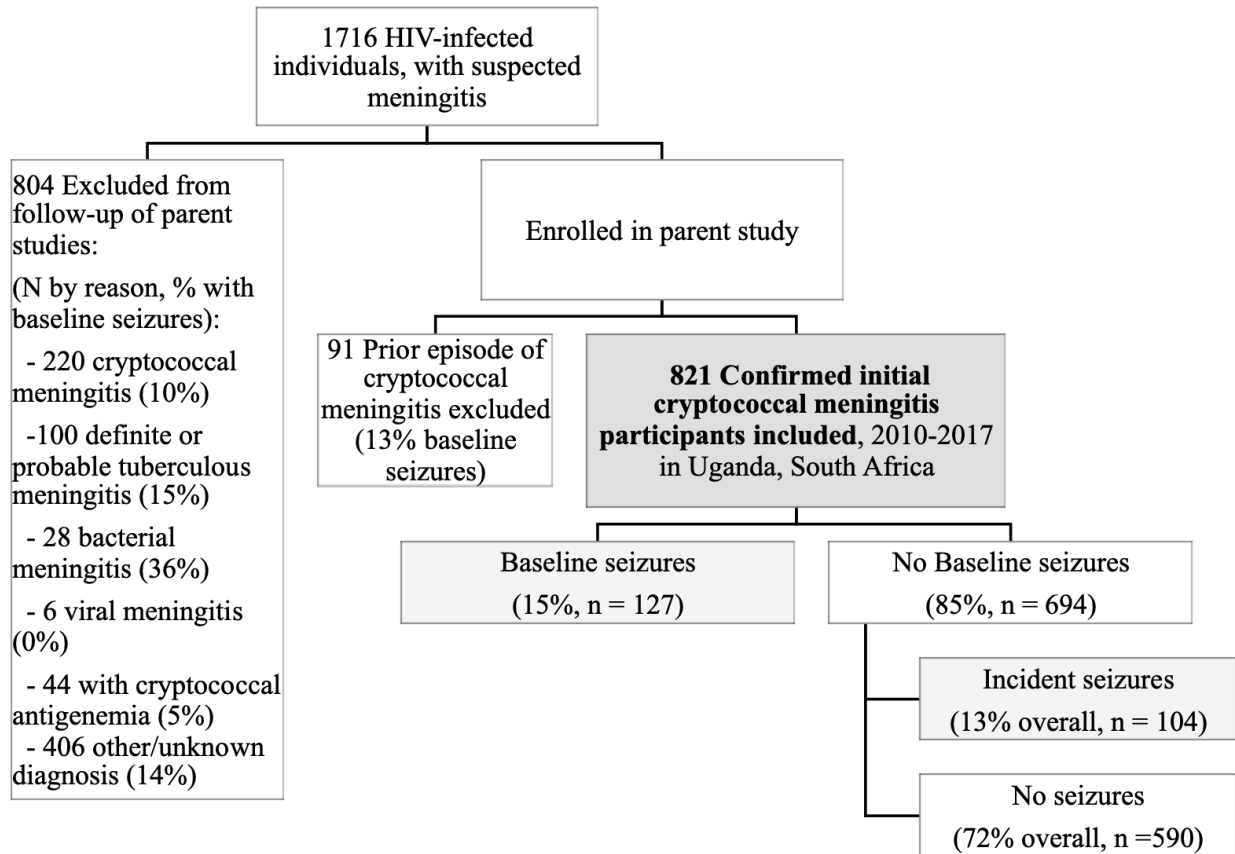 1716 HIV-infected
individuals, with suspected
meningitis
804 Excluded from
follow-up of parent
studies:
(N by reason, % with
baseline seizures):
- 220 cryptococcal
meningitis (10%)
-100 definite or
probable tuberculous
meningitis (15%)
- 28 bacterial
meningitis (36%)
- 6 viral meningitis
(0%)
- 44 with cryptococcal
antigenemia (5%)
- 406 other/unknown
diagnosis (14%)
Enrolled in parent study
91 Prior episode of
cryptococcal
meningitis excluded
(13% baseline
seizures)
821 Confirmed initial
cryptococcal meningitis
participants included, 2010-2017
in Uganda, South Africa
Baseline seizures
(15%, n = 127)
No Baseline seizures
(85%, n = 694)
Incident seizures
(13% overall, n = 104)
No seizures
(72% overall, n =590)